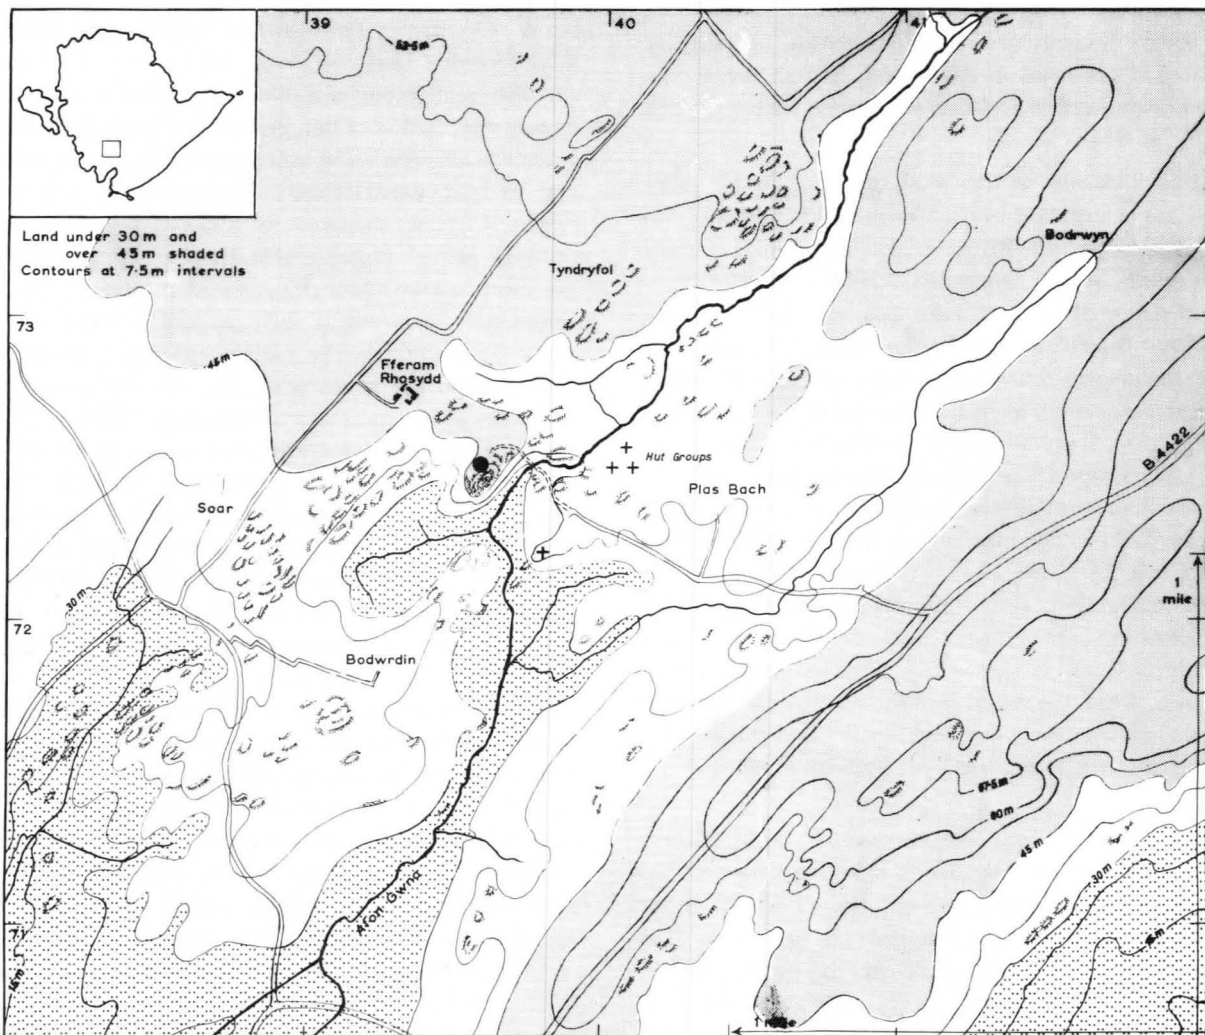 39
40
41
52·5m
Land under 30m and
over 45m shaded
Contours at 7·5m intervals
Bodrwyn
Tyndryfol
73
45m
Fferam
Rhosydd
B.4422
Hut Groups
Soar
Plas Bach
30m
1
mile
72
Bodwrdin
67·5m
60m
45m
30m
Afon Gwna
71
15m
15m
1 mile